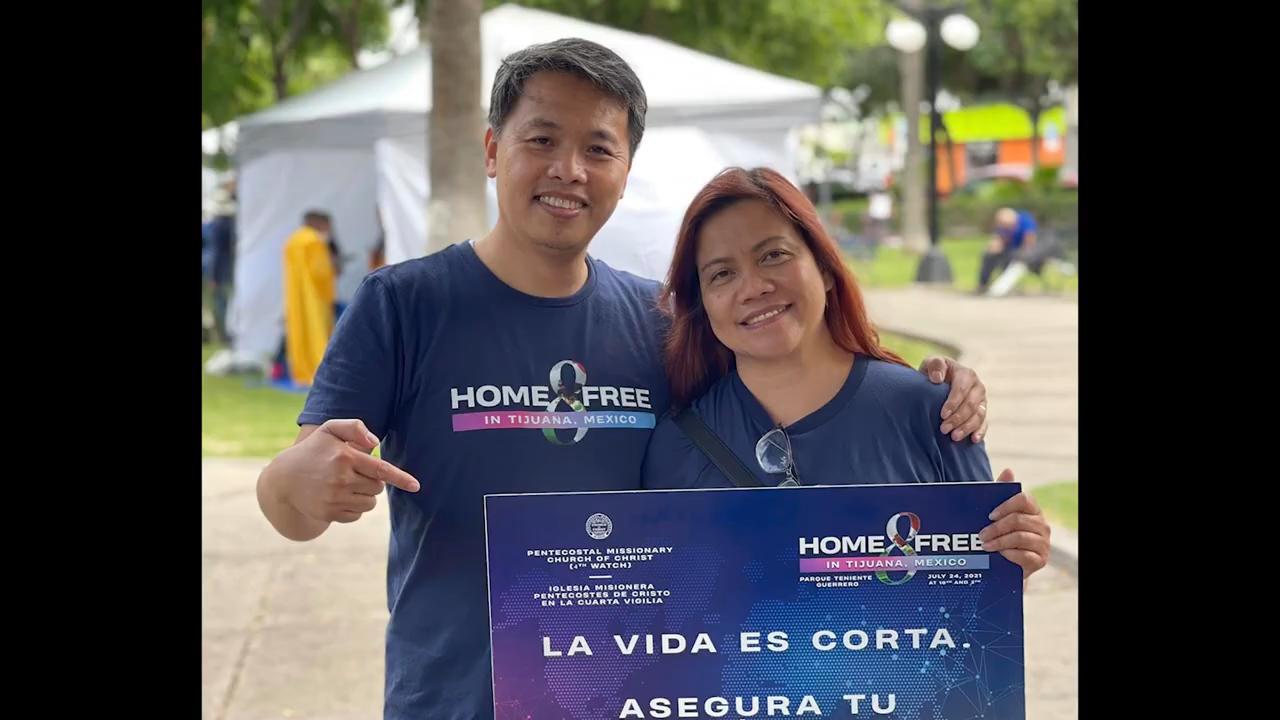 HOME & FREE
IN TIJUANA, MEXICO
PENTECOSTAL MISSIONARY
CHURCH OF CHRIST
(4TH WATCH)
IGLESIA MISIONERA
PENTECOSTES DE CRISTO
EN LA CUARTA VIGILIA
HOME & FREE
IN TIJUANA, MEXICO
PARQUE TENIENTE
GUERRERO
JULY 24, 2021
LA VIDA ES CORTA.
ASEGURA TU